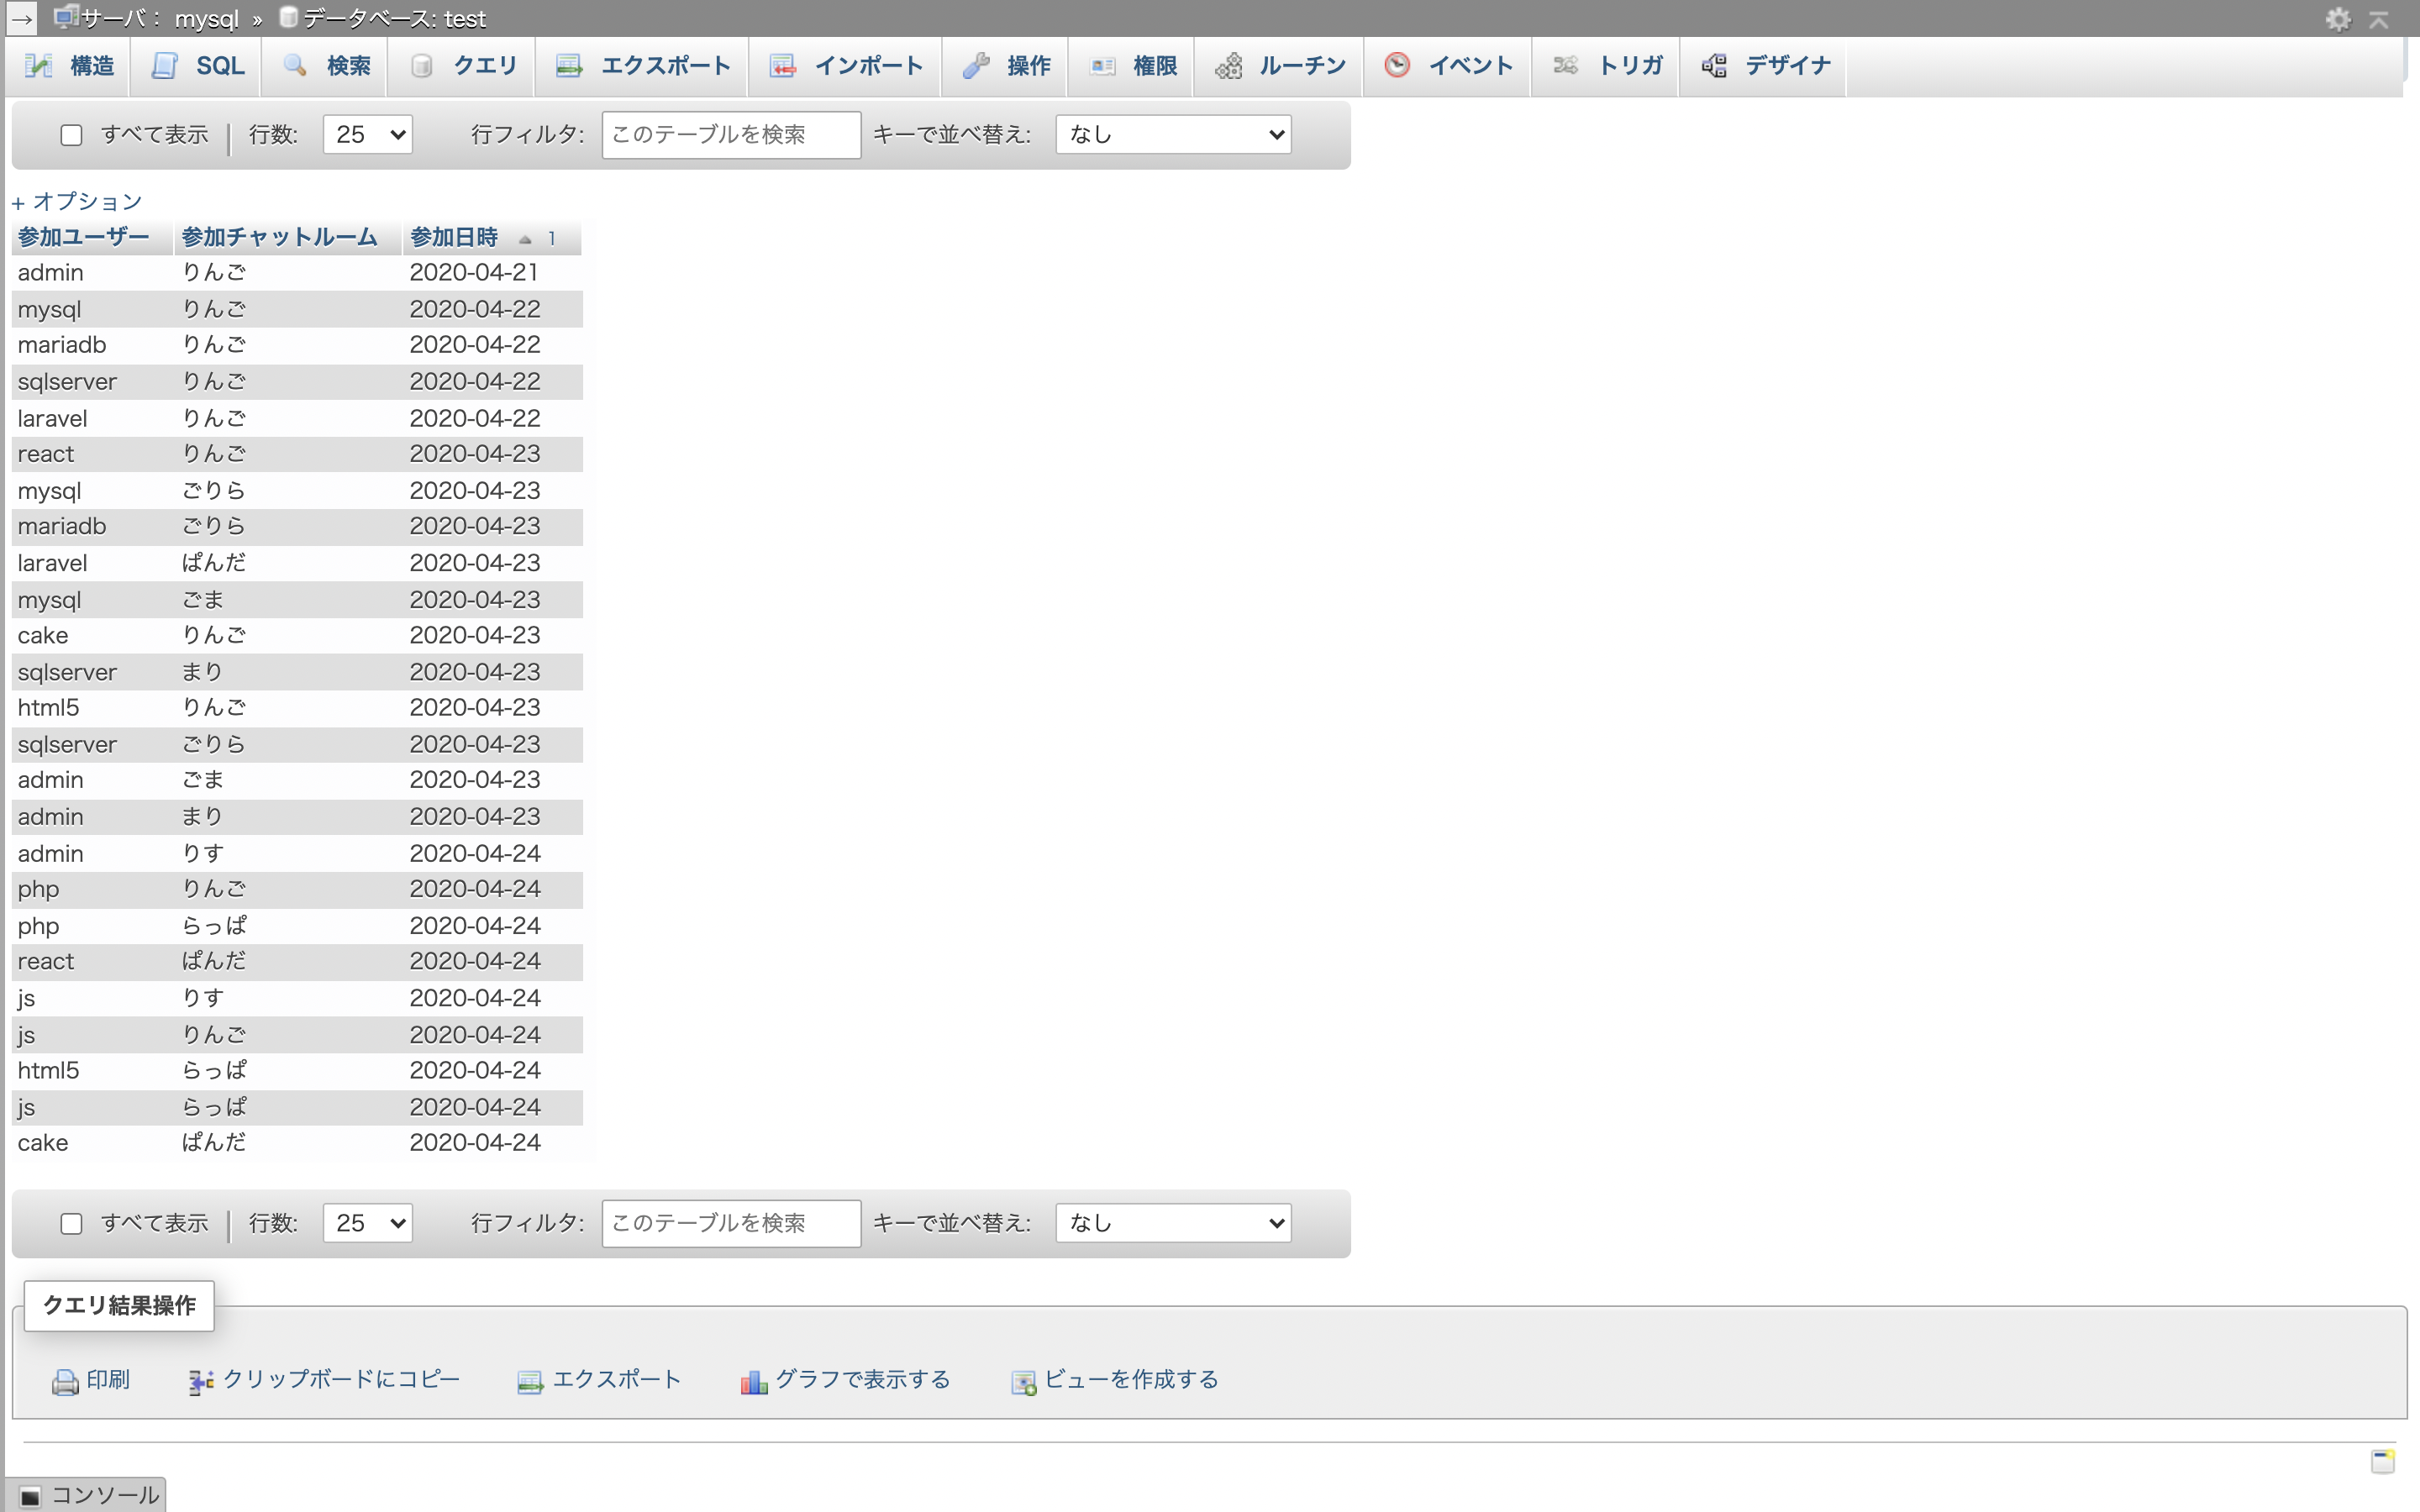 → サーバ： mysql » データベース: test
構造 SQL 検索 クエリ エクスポート インポート 操作 権限 ルーチン イベント トリガ デザイナ
すべて表示 | 行数: 25 行フィルタ: このテーブルを検索 キーで並べ替え: なし
+ オプション
参加ユーザー 参加チャットルーム 参加日時 1
admin りんご 2020-04-21
mysql りんご 2020-04-22
mariadb りんご 2020-04-22
sqlserver りんご 2020-04-22
laravel りんご 2020-04-22
react りんご 2020-04-23
mysql ごりら 2020-04-23
mariadb ごりら 2020-04-23
laravel ぱんだ 2020-04-23
mysql ごま 2020-04-23
cake りんご 2020-04-23
sqlserver まり 2020-04-23
html5 りんご 2020-04-23
sqlserver ごりら 2020-04-23
admin ごま 2020-04-23
admin まり 2020-04-23
admin りす 2020-04-24
php りんご 2020-04-24
php らっぱ 2020-04-24
react ぱんだ 2020-04-24
js りす 2020-04-24
js りんご 2020-04-24
html5 らっぱ 2020-04-24
js らっぱ 2020-04-24
cake ぱんだ 2020-04-24
すべて表示 | 行数: 25 行フィルタ: このテーブルを検索 キーで並べ替え: なし
クエリ結果操作
印刷 クリップボードにコピー エクスポート グラフで表示する ビューを作成する
コンソール